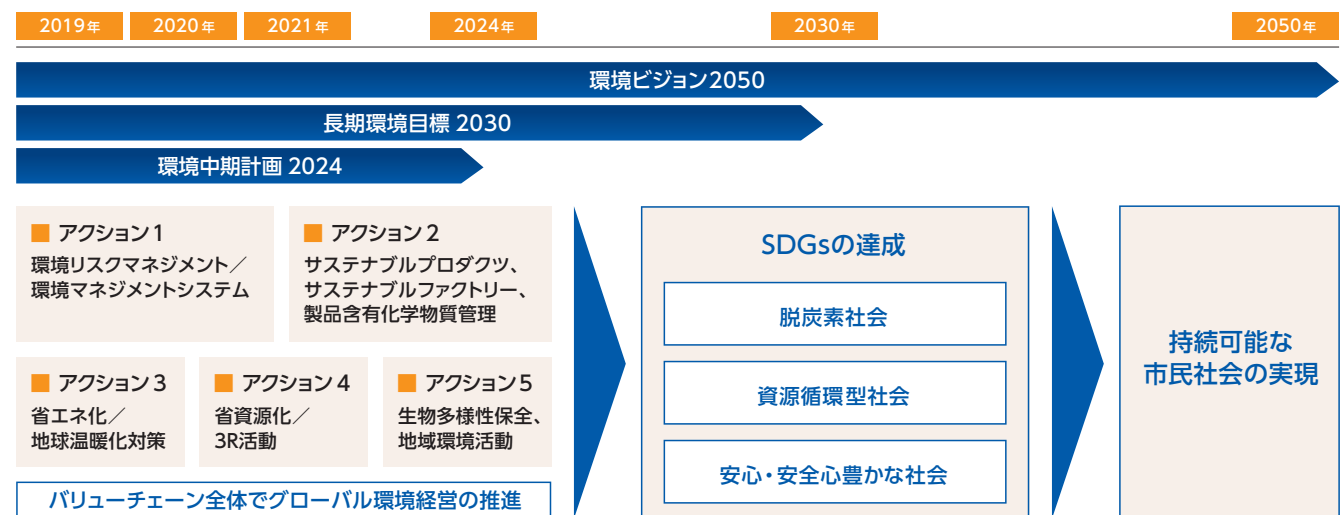 2019年 2020年 2021年 2024年 2030年 2050年
環境ビジョン2050
長期環境目標 2030
環境中期計画 2024
アクション1
環境リスクマネジメント／
環境マネジメントシステム
アクション2
サステナブルプロダクツ、
サステナブルファクトリー、
製品含有化学物質管理
アクション3
省エネ化／
地球温暖化対策
アクション4
省資源化／
3R活動
アクション5
生物多様性保全、
地域環境活動
バリューチェーン全体でグローバル環境経営の推進
SDGsの達成
脱炭素社会
資源循環型社会
安心・安全心豊かな社会
持続可能な
市民社会の実現